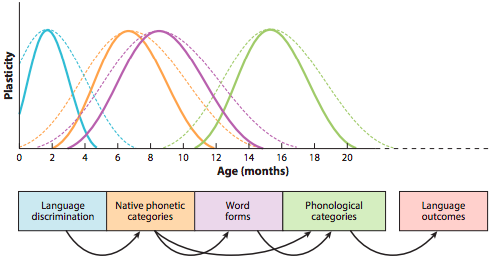 Plasticity
0 2 4 6 8 10 12 14 16 18 20
Age (months)
Language discrimination
Native phonetic categories
Word forms
Phonological categories
Language outcomes